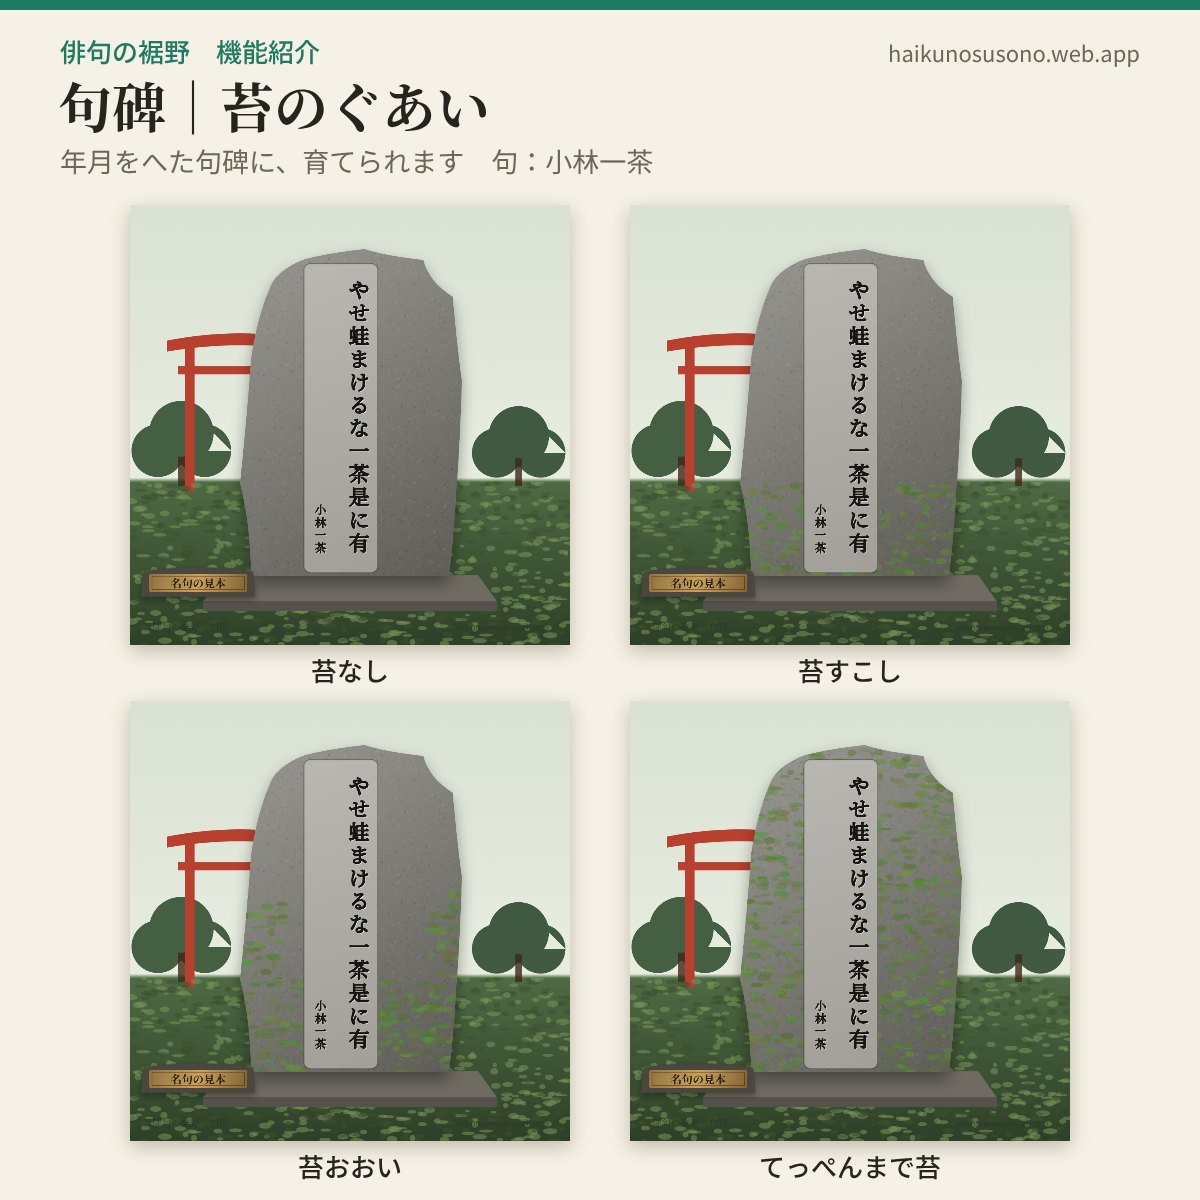 俳句の裾野　機能紹介
haikunosusono.web.app
句碑｜苔のぐあい
年月をへた句碑に、育てられます　句：小林一茶
やせ蛙まけるな一茶是に有
小林一茶
名句の見本
苔なし
やせ蛙まけるな一茶是に有
小林一茶
名句の見本
苔すこし
やせ蛙まけるな一茶是に有
小林一茶
名句の見本
苔おおい
やせ蛙まけるな一茶是に有
小林一茶
名句の見本
てっぺんまで苔